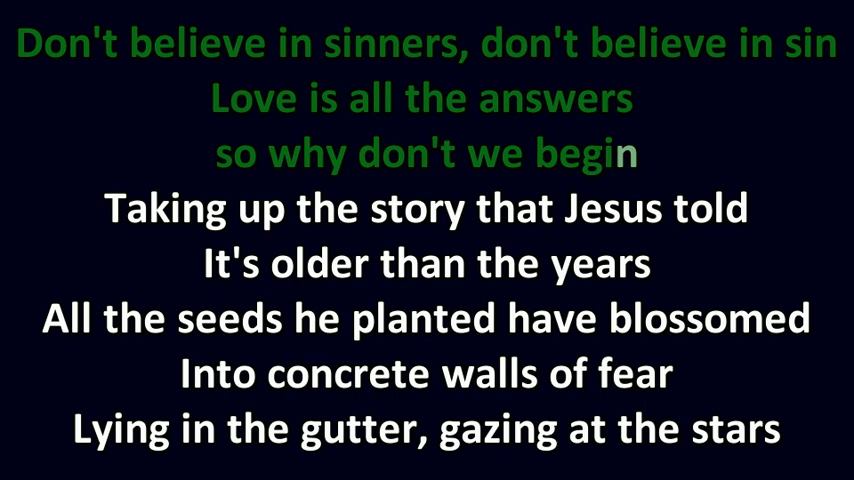 Don't believe in sinners, don't believe in sin
Love is all the answers
so why don't we begin
Taking up the story that Jesus told
It's older than the years
All the seeds he planted have blossomed
Into concrete walls of fear
Lying in the gutter, gazing at the stars